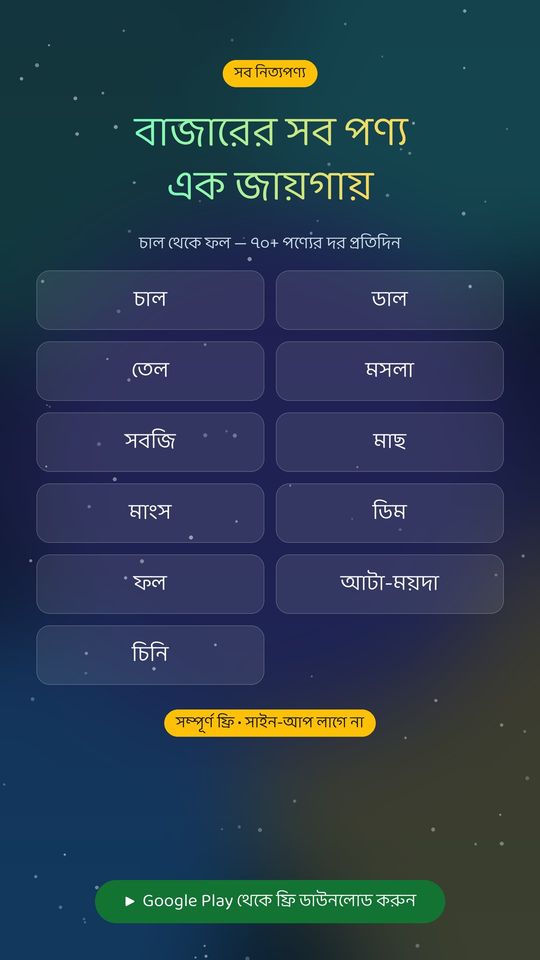 সব নিত্যপণ্য
বাজারের সব পণ্য
এক জায়গায়
চাল থেকে ফল — ৭০+ পণ্যের দর প্রতিদিন
চাল
ডাল
তেল
মসলা
সবজি
মাছ
মাংস
ডিম
ফল
আটা-ময়দা
চিনি
সম্পূর্ণ ফ্রি • সাইন-আপ লাগে না
▶ Google Play থেকে ফ্রি ডাউনলোড করুন